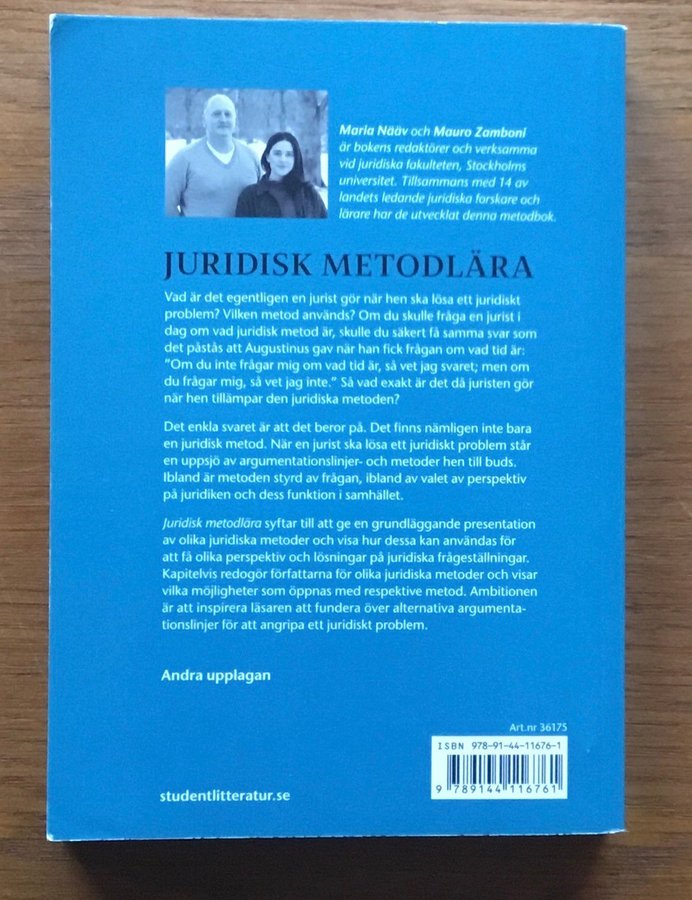 Maria Nääv och Mauro Zamboni
är bokens redaktörer och verksamma
vid juridiska fakulteten, Stockholms
universitet. Tillsammans med 14 av
landets ledande juridiska forskare och
lärare har de utvecklat denna metodbok.
JURIDISK METODLÄRA
Vad är det egentligen en jurist gör när hen ska lösa ett juridiskt
problem? Vilken metod används? Om du skulle fråga en jurist i
dag om vad juridisk metod är, skulle du säkert få samma svar som
det påstås att Augustinus gav när han fick frågan om vad tid är:
”Om du inte frågar mig om vad tid är, så vet jag svaret; men om
du frågar mig, så vet jag inte.” Så vad exakt är det då juristen gör
när hen tillämpar den juridiska metoden?
Det enkla svaret är att det beror på. Det finns nämligen inte bara
en juridisk metod. När en jurist ska lösa ett juridiskt problem står
en uppsjö av argumentationslinjer- och metoder hen till buds.
Ibland är metoden styrd av frågan, ibland av valet av perspektiv
på juridiken och dess funktion i samhället.
Juridisk metodlära syftar till att ge en grundläggande presentation
av olika juridiska metoder och visa hur dessa kan användas för
att få olika perspektiv och lösningar på juridiska frågeställningar.
Kapitelvis redogör författarna för olika juridiska metoder och visar
vilka möjligheter som öppnas med respektive metod. Ambitionen
är att inspirera läsaren att fundera över alternativa argumenta-
tionslinjer för att angripa ett juridiskt problem.
Andra upplagan
Art.nr 36175
ISBN 978-91-44-11676-1
9 789144 116761
studentlitteratur.se